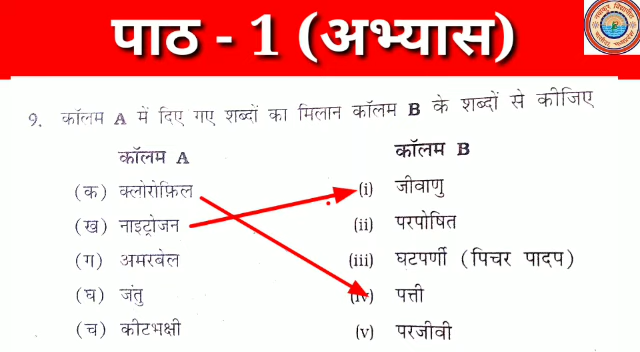 पाठ - 1 (अभ्यास)
9. कॉलम A में दिए गए शब्दों का मिलान कॉलम B के शब्दों से कीजिए
कॉलम A कॉलम B
(क) क्लोरोफ़िल (i) जीवाणु
(ख) नाइट्रोजन (ii) परपोषित
(ग) अमरबेल (iii) घटपर्णी (पिचर पादप)
(घ) जंतु (iv) पत्ती
(च) कीटभक्षी (v) परजीवी